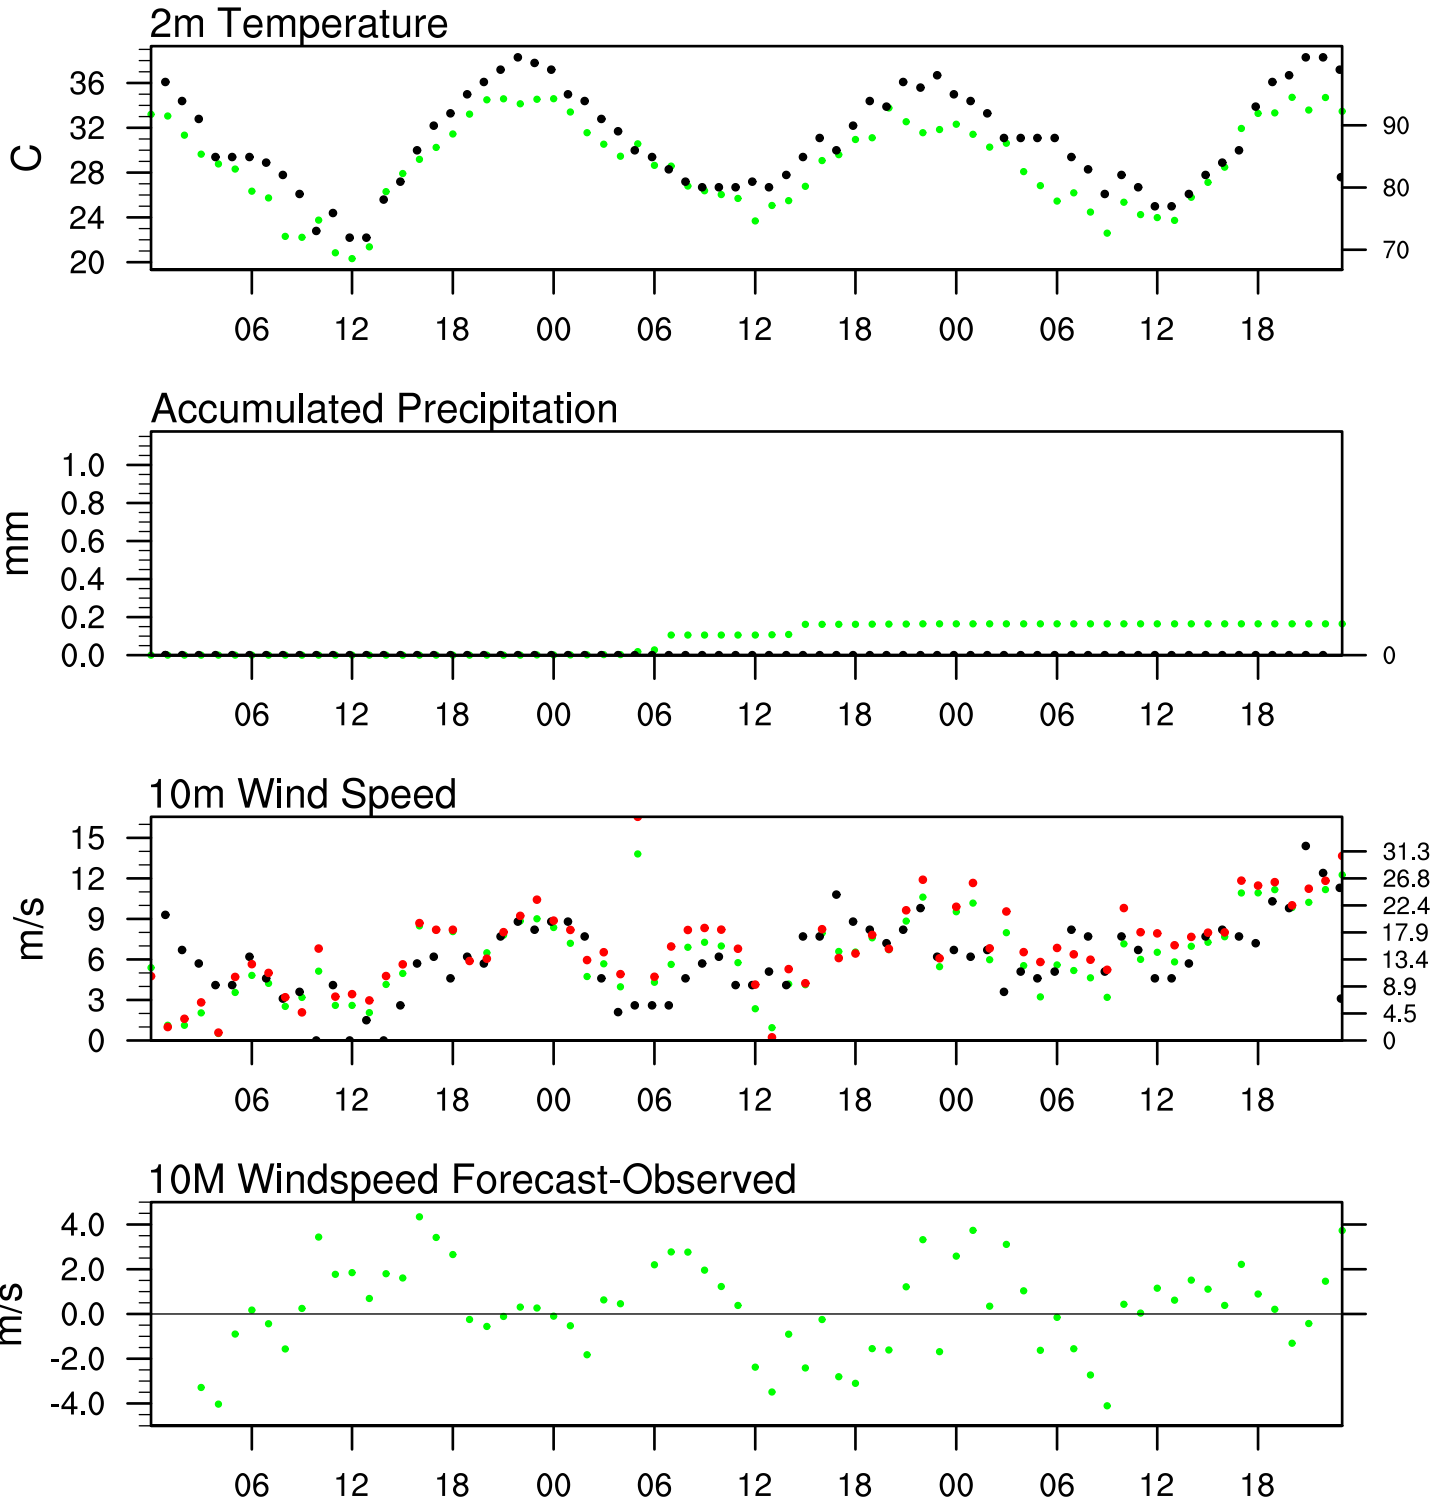 2m Temperature
C
36
32
28
24
20
90
80
70
06 12 18 00 06 12 18 00 06 12 18
Accumulated Precipitation
mm
1.0
0.8
0.6
0.4
0.2
0.0
0
06 12 18 00 06 12 18 00 06 12 18
10m Wind Speed
m/s
15
12
9
6
3
0
31.3
26.8
22.4
17.9
13.4
8.9
4.5
0
06 12 18 00 06 12 18 00 06 12 18
10M Windspeed Forecast-Observed
m/s
4.0
2.0
0.0
-2.0
-4.0
06 12 18 00 06 12 18 00 06 12 18